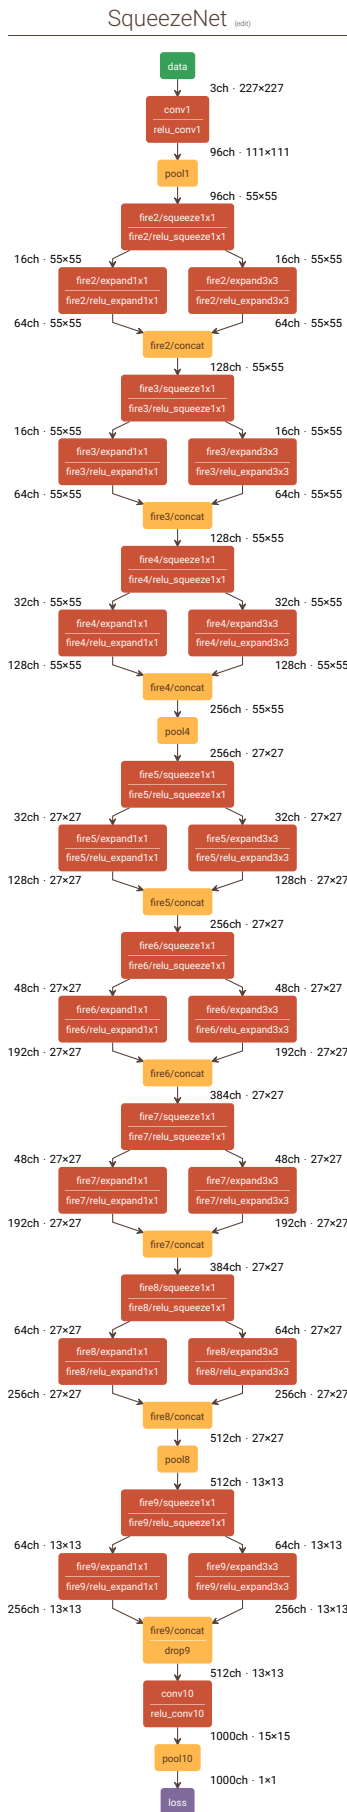 SqueezeNet (edit)
data
3ch · 227×227
conv1
relu_conv1
96ch · 111×111
pool1
96ch · 55×55
fire2/squeeze1x1
fire2/relu_squeeze1x1
16ch · 55×55 16ch · 55×55
fire2/expand1x1 fire2/expand3x3
fire2/relu_expand1x1 fire2/relu_expand3x3
64ch · 55×55 64ch · 55×55
fire2/concat
128ch · 55×55
fire3/squeeze1x1
fire3/relu_squeeze1x1
16ch · 55×55 16ch · 55×55
fire3/expand1x1 fire3/expand3x3
fire3/relu_expand1x1 fire3/relu_expand3x3
64ch · 55×55 64ch · 55×55
fire3/concat
128ch · 55×55
fire4/squeeze1x1
fire4/relu_squeeze1x1
32ch · 55×55 32ch · 55×55
fire4/expand1x1 fire4/expand3x3
fire4/relu_expand1x1 fire4/relu_expand3x3
128ch · 55×55 128ch · 55×55
fire4/concat
256ch · 55×55
pool4
256ch · 27×27
fire5/squeeze1x1
fire5/relu_squeeze1x1
32ch · 27×27 32ch · 27×27
fire5/expand1x1 fire5/expand3x3
fire5/relu_expand1x1 fire5/relu_expand3x3
128ch · 27×27 128ch · 27×27
fire5/concat
256ch · 27×27
fire6/squeeze1x1
fire6/relu_squeeze1x1
48ch · 27×27 48ch · 27×27
fire6/expand1x1 fire6/expand3x3
fire6/relu_expand1x1 fire6/relu_expand3x3
192ch · 27×27 192ch · 27×27
fire6/concat
384ch · 27×27
fire7/squeeze1x1
fire7/relu_squeeze1x1
48ch · 27×27 48ch · 27×27
fire7/expand1x1 fire7/expand3x3
fire7/relu_expand1x1 fire7/relu_expand3x3
192ch · 27×27 192ch · 27×27
fire7/concat
384ch · 27×27
fire8/squeeze1x1
fire8/relu_squeeze1x1
64ch · 27×27 64ch · 27×27
fire8/expand1x1 fire8/expand3x3
fire8/relu_expand1x1 fire8/relu_expand3x3
256ch · 27×27 256ch · 27×27
fire8/concat
512ch · 27×27
pool8
512ch · 13×13
fire9/squeeze1x1
fire9/relu_squeeze1x1
64ch · 13×13 64ch · 13×13
fire9/expand1x1 fire9/expand3x3
fire9/relu_expand1x1 fire9/relu_expand3x3
256ch · 13×13 256ch · 13×13
fire9/concat
drop9
512ch · 13×13
conv10
relu_conv10
1000ch · 15×15
pool10
1000ch · 1×1
loss